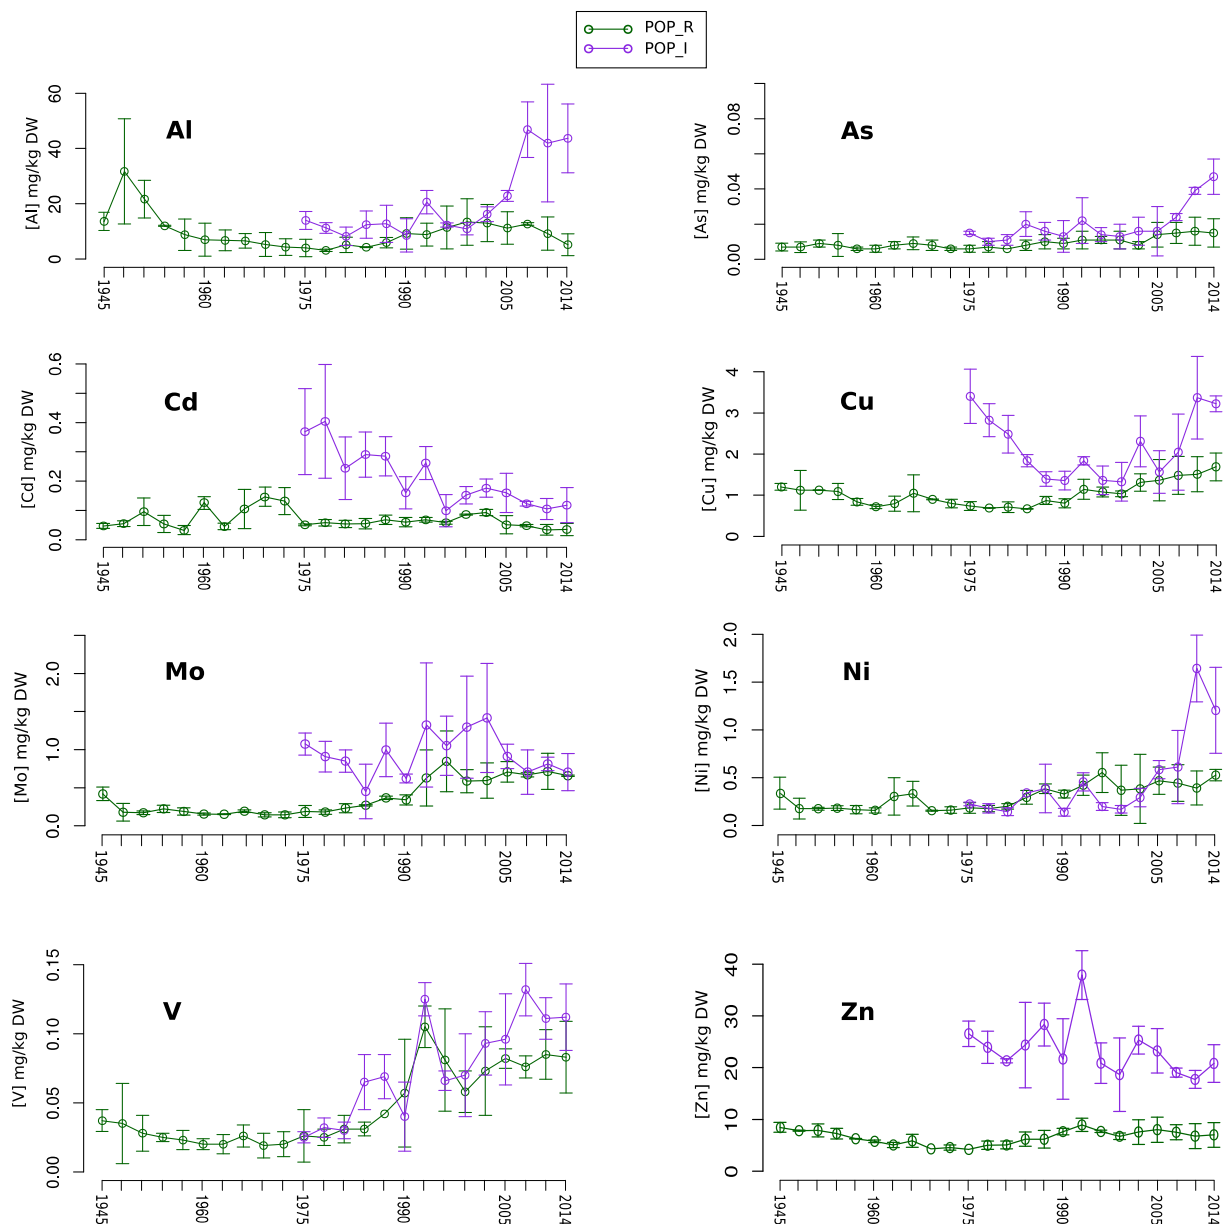 POP_R
POP_I
[Al] mg/kg DW
0 20 40 60
Al
1945 1960 1975 1990 2005 2014
[As] mg/kg DW
0.00 0.04 0.08
As
1945 1960 1975 1990 2005 2014
[Cd] mg/kg DW
0.0 0.2 0.4 0.6
Cd
1945 1960 1975 1990 2005 2014
[Cu] mg/kg DW
0 1 2 3 4
Cu
1945 1960 1975 1990 2005 2014
[Mo] mg/kg DW
0.0 1.0 2.0
Mo
1945 1960 1975 1990 2005 2014
[Ni] mg/kg DW
0.0 0.5 1.0 1.5 2.0
Ni
1945 1960 1975 1990 2005 2014
[V] mg/kg DW
0.00 0.05 0.10 0.15
V
1945 1960 1975 1990 2005 2014
[Zn] mg/kg DW
0 10 20 30 40
Zn
1945 1960 1975 1990 2005 2014